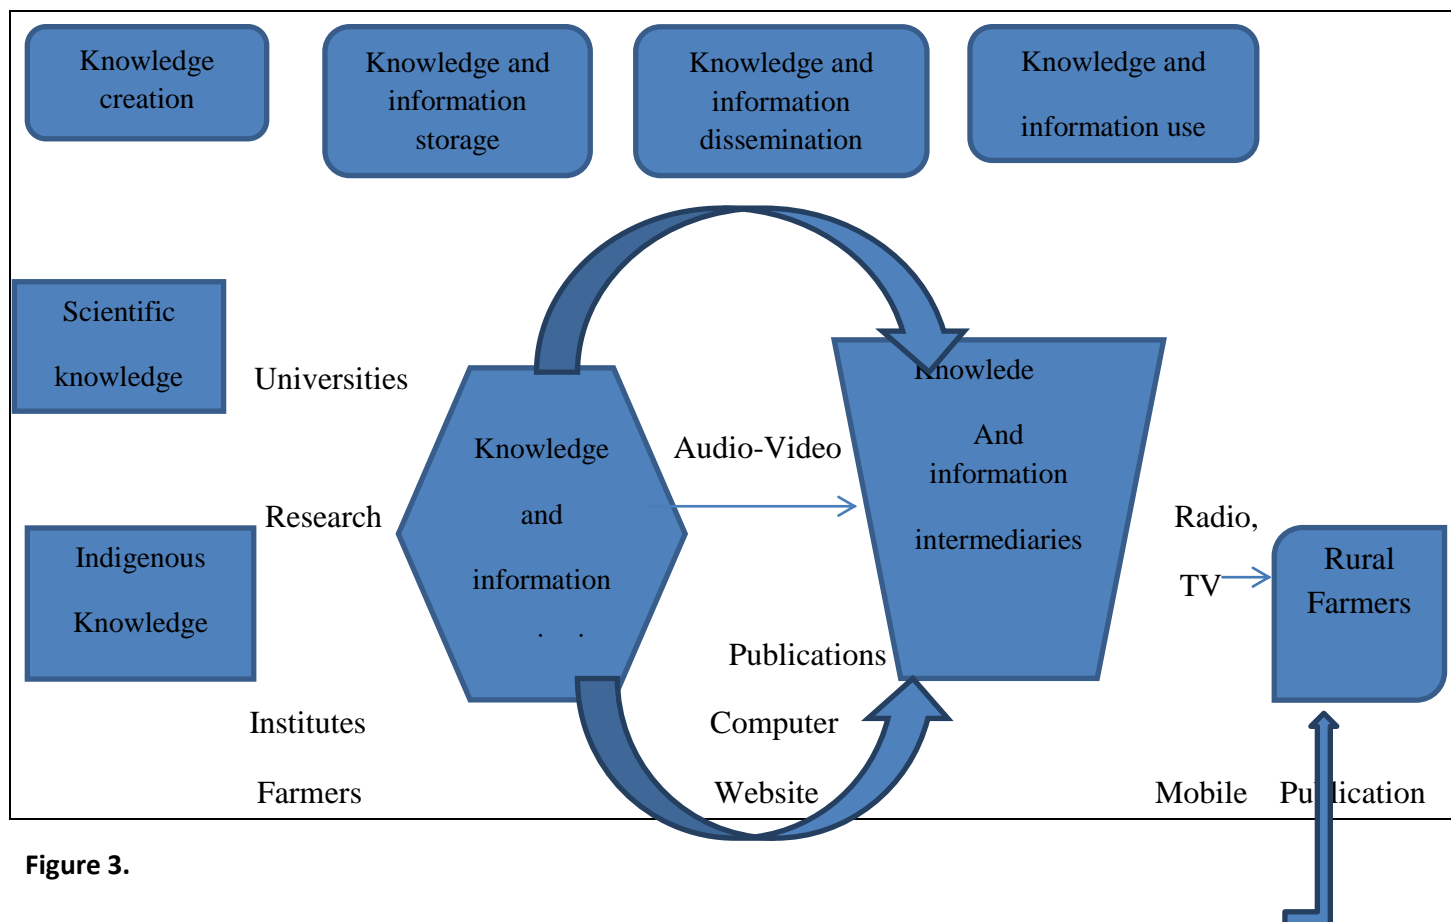 Knowledge
creation
Knowledge and
information
storage
Knowledge and
information
dissemination
Knowledge and
information use
Scientific
knowledge
Indigenous
Knowledge
Universities
Research
Institutes
Farmers
Knowledge
and
information
. .
Audio-Video
Publications
Computer
Website
Knowlede
And
information
intermediaries
Radio,
TV
Mobile Publication
Rural
Farmers
Figure 3.